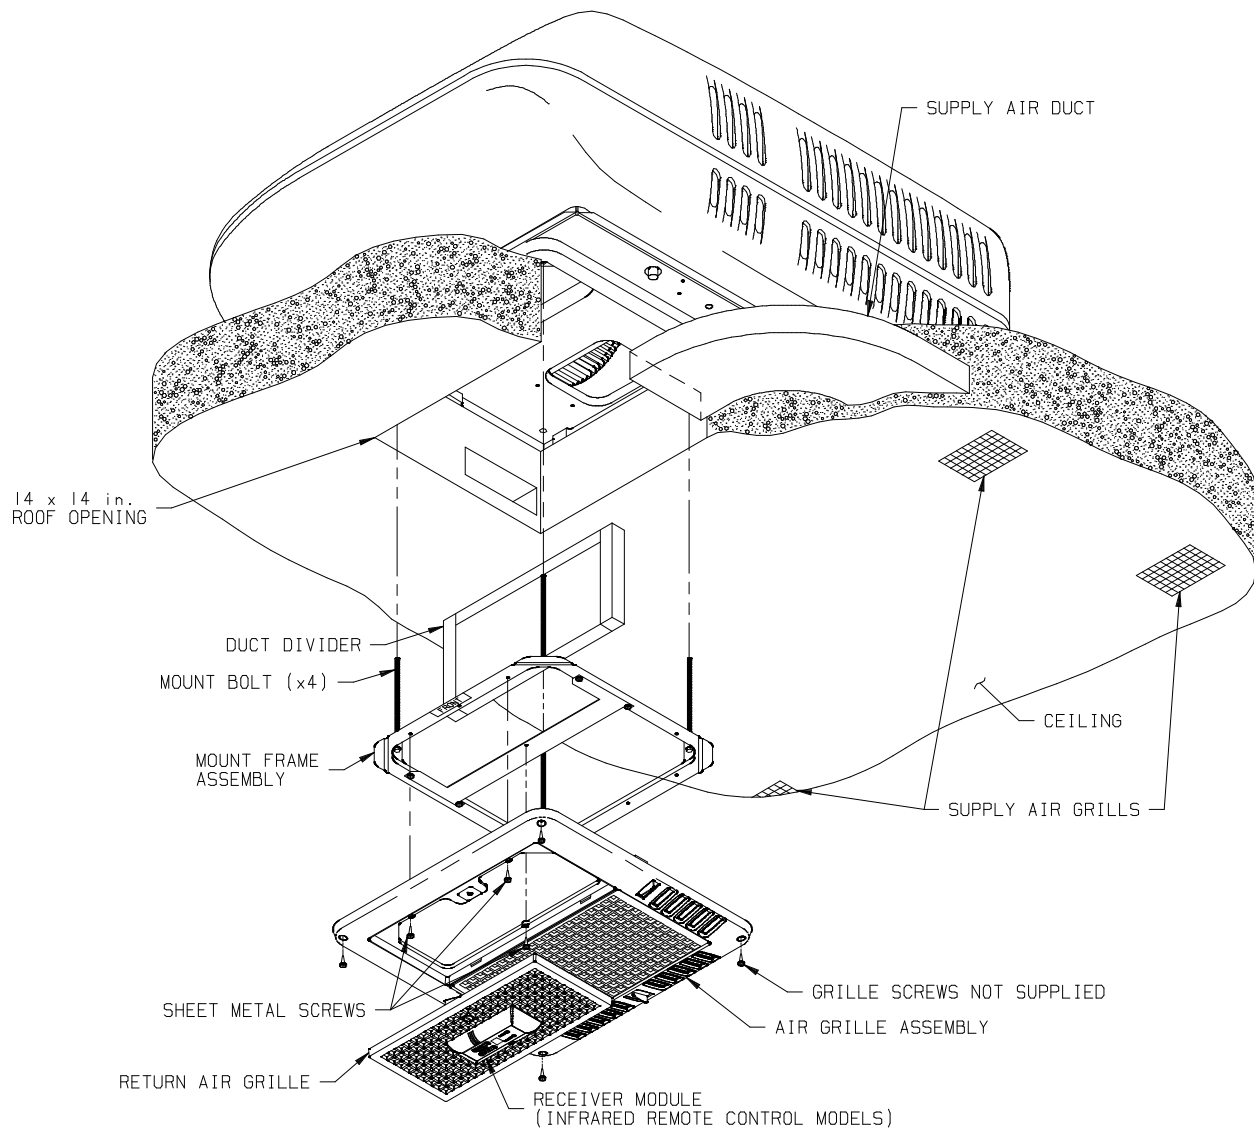 SUPPLY AIR DUCT
14 x 14 in.
ROOF OPENING
DUCT DIVIDER
MOUNT BOLT (x4)
CEILING
MOUNT FRAME
ASSEMBLY
SUPPLY AIR GRILLS
GRILLE SCREWS NOT SUPPLIED
SHEET METAL SCREWS
AIR GRILLE ASSEMBLY
RETURN AIR GRILLE
RECEIVER MODULE
(INFRARED REMOTE CONTROL MODELS)